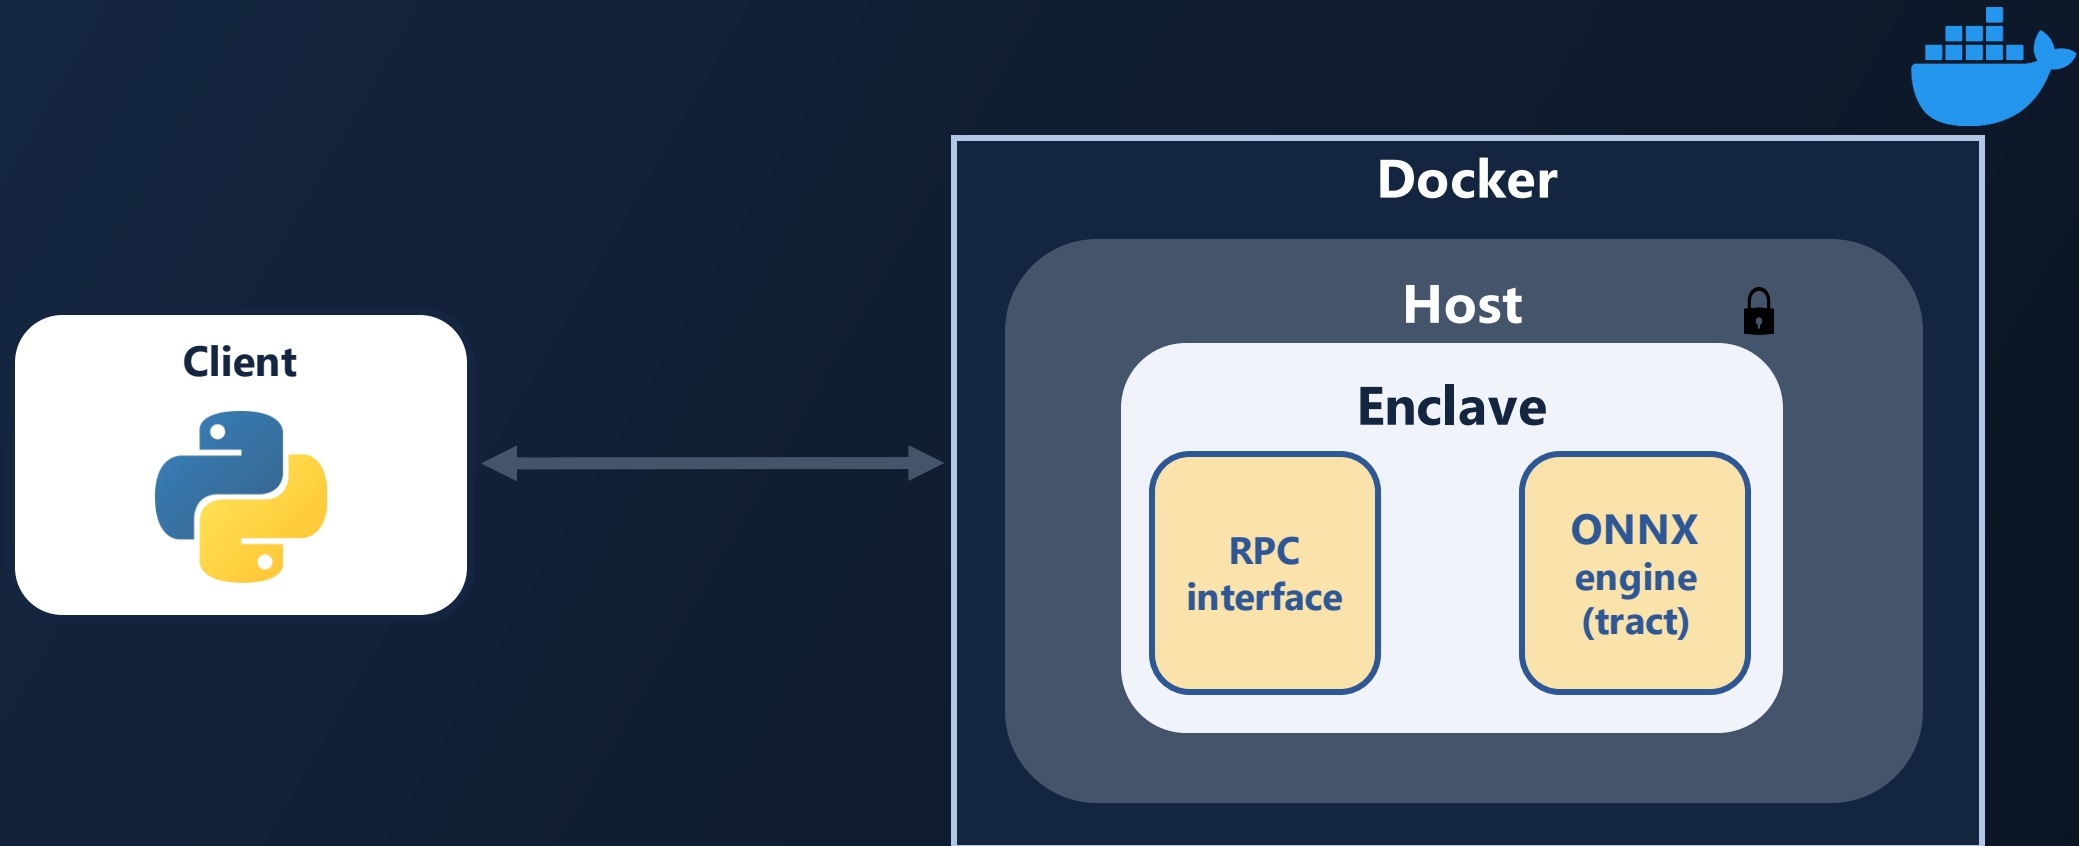 Docker
Host
Client
Enclave
RPC
interface
ONNX
engine
(tract)